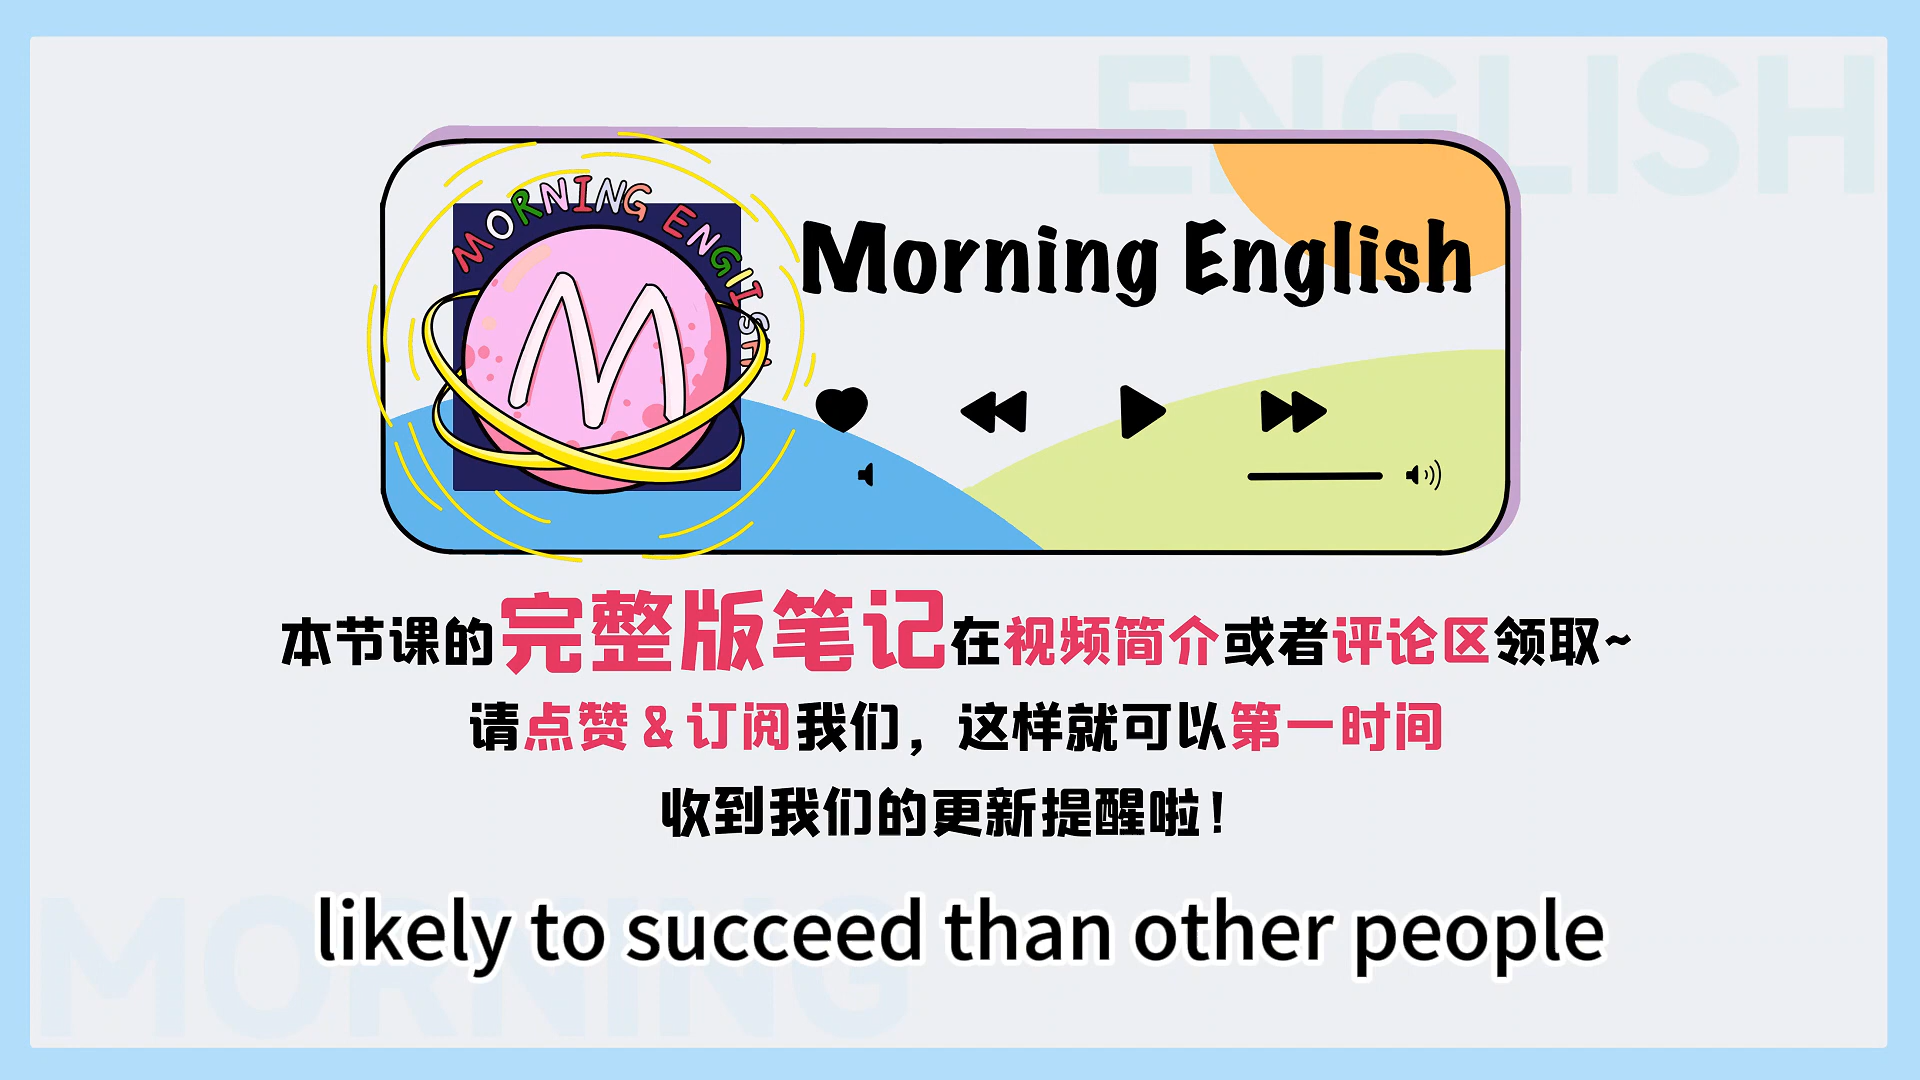 ENGLISH
MORNING ENGLISH
M
Morning English
本节课的完整版笔记在视频简介或者评论区领取~
请点赞&订阅我们，这样就可以第一时间
收到我们的更新提醒啦！
likely to succeed than other people
MORNING